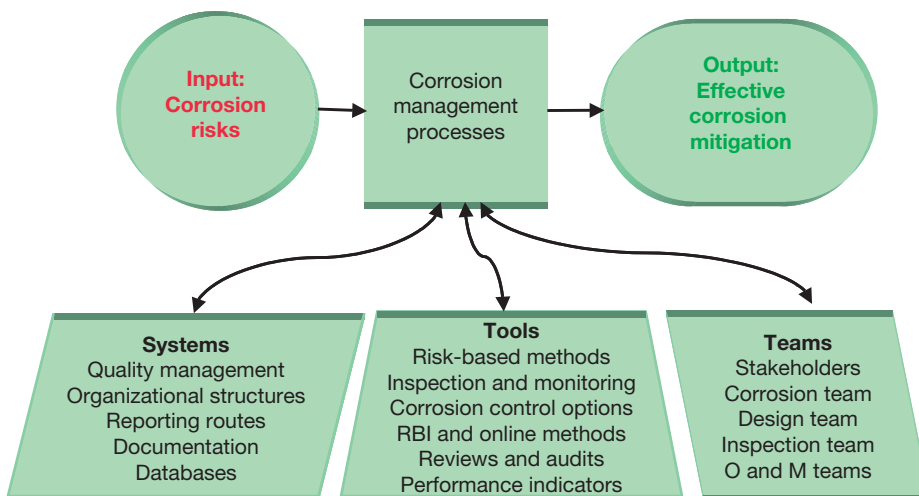 Input:
Corrosion
risks
Corrosion
management
processes
Output:
Effective
corrosion
mitigation
Systems
Quality management
Organizational structures
Reporting routes
Documentation
Databases
Tools
Risk-based methods
Inspection and monitoring
Corrosion control options
RBI and online methods
Reviews and audits
Performance indicators
Teams
Stakeholders
Corrosion team
Design team
Inspection team
O and M teams